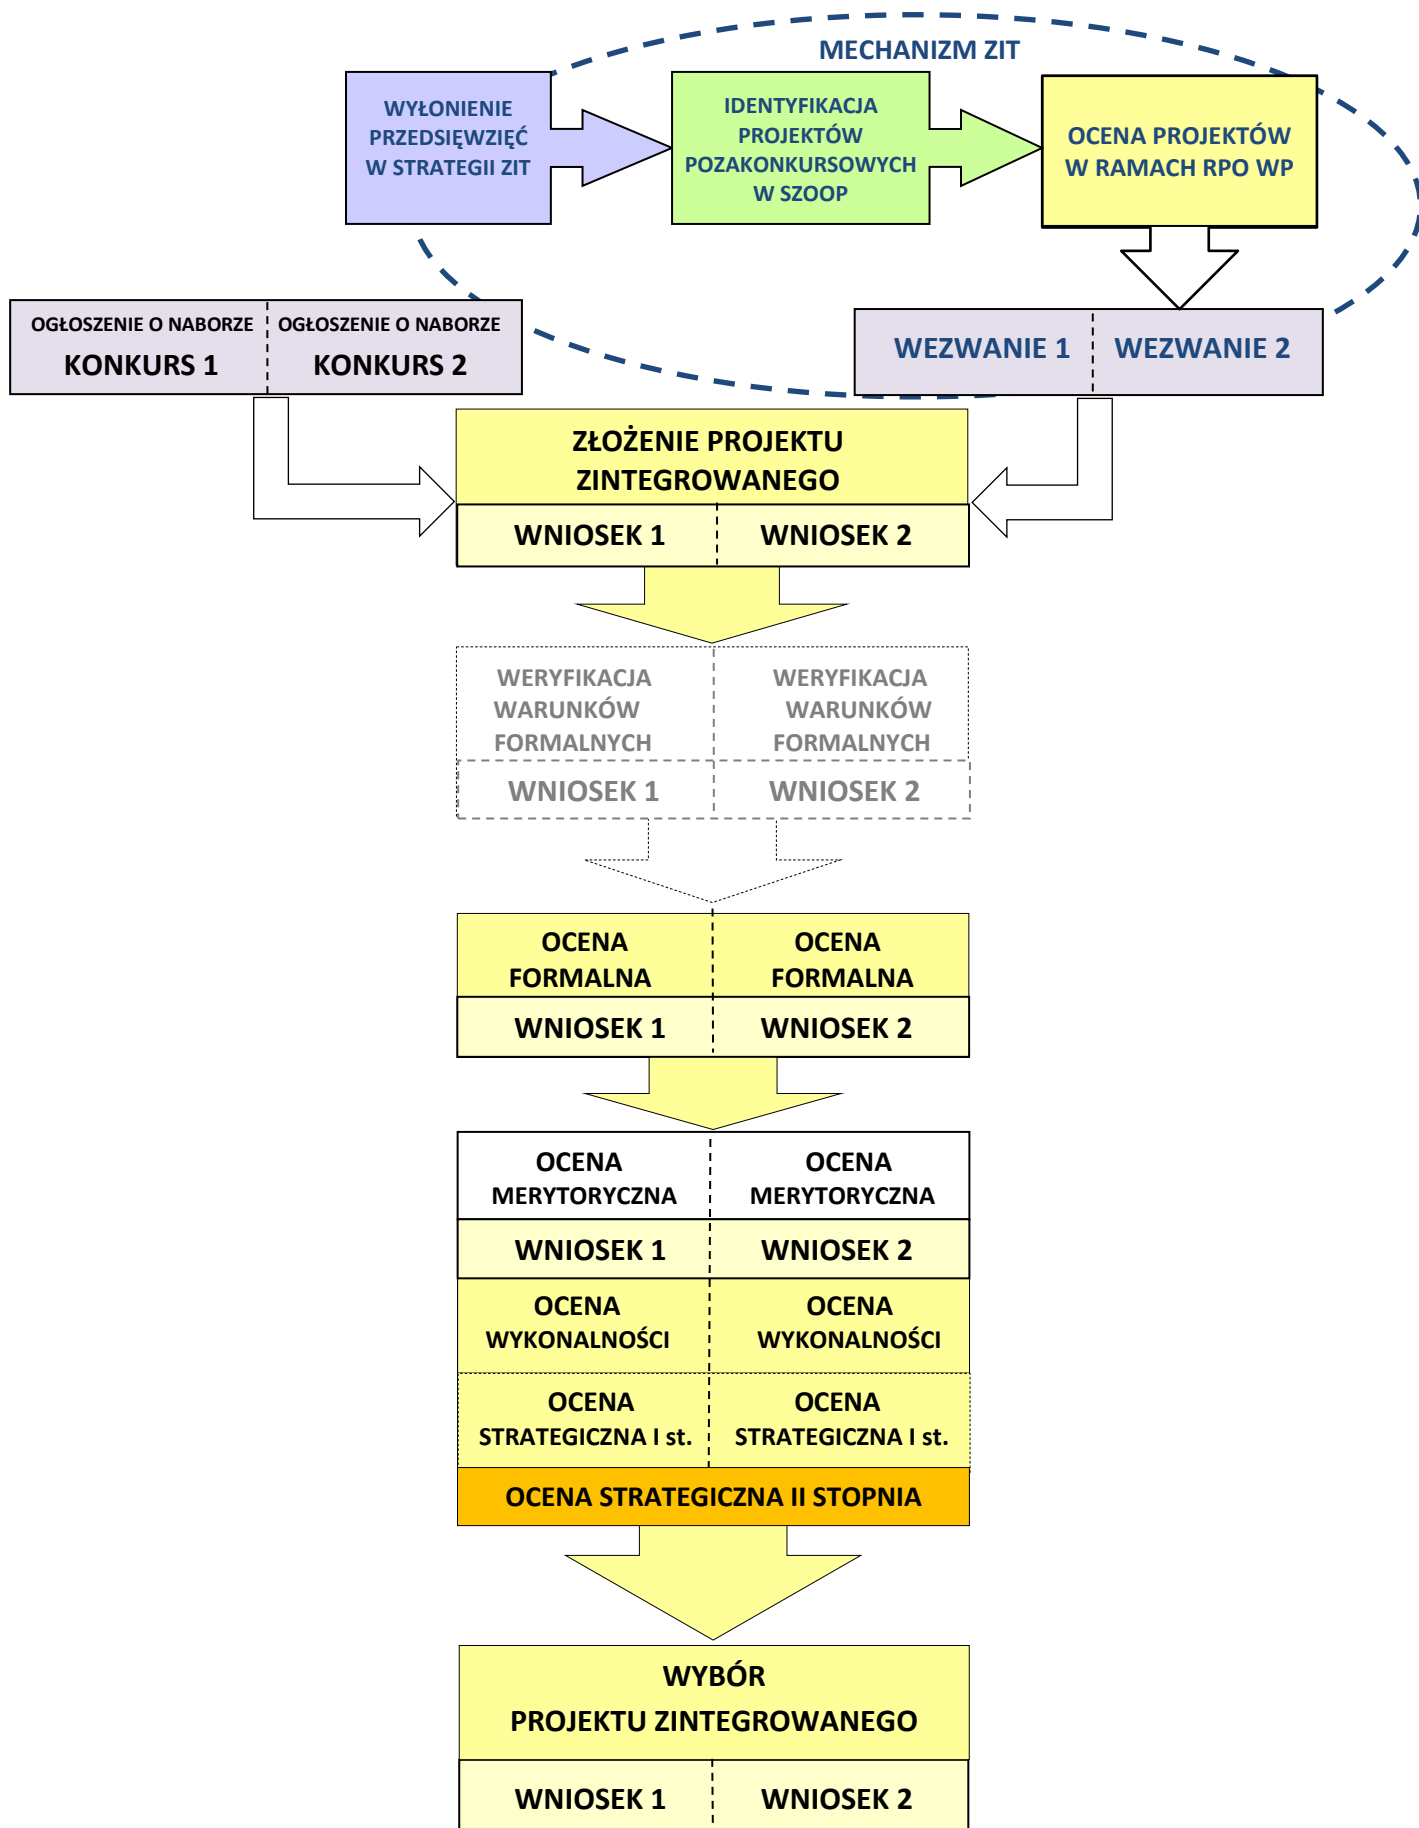 MECHANIZM ZIT
WYŁONIENIE
PRZEDSIĘWZIĘĆ
W STRATEGII ZIT
IDENTYFIKACJA
PROJEKTÓW
POZAKONKURSOWYCH
W SZOOP
OCENA PROJEKTÓW
W RAMACH RPO WP
OGŁOSZENIE O NABORZE
KONKURS 1
OGŁOSZENIE O NABORZE
KONKURS 2
WEZWANIE 1
WEZWANIE 2
ZŁOŻENIE PROJEKTU
ZINTEGROWANEGO
WNIOSEK 1
WNIOSEK 2
WERYFIKACJA
WARUNKÓW
FORMALNYCH
WERYFIKACJA
WARUNKÓW
FORMALNYCH
WNIOSEK 1
WNIOSEK 2
OCENA
FORMALNA
OCENA
FORMALNA
WNIOSEK 1
WNIOSEK 2
OCENA
MERYTORYCZNA
OCENA
MERYTORYCZNA
WNIOSEK 1
WNIOSEK 2
OCENA
WYKONALNOŚCI
OCENA
WYKONALNOŚCI
OCENA
STRATEGICZNA I st.
OCENA
STRATEGICZNA I st.
OCENA STRATEGICZNA II STOPNIA
WYBÓR
PROJEKTU ZINTEGROWANEGO
WNIOSEK 1
WNIOSEK 2